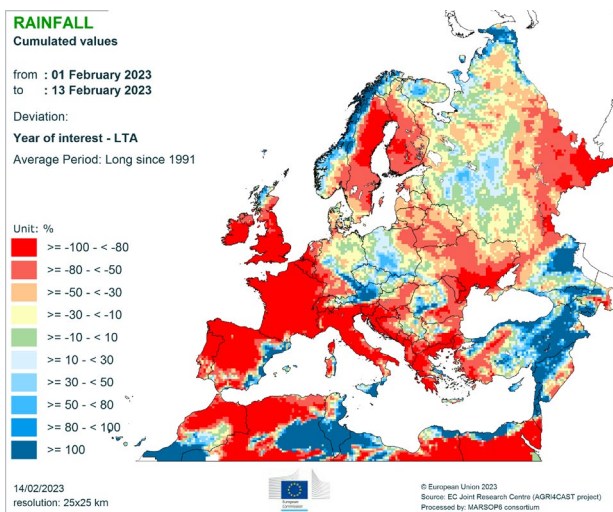 RAINFALL
Cumulated values
from : 01 February 2023
to : 13 February 2023
Deviation:
Year of interest - LTA
Average Period: Long since 1991
Unit: %
>= -100 - < -80
>= -80 - < -50
>= -50 - < -30
>= -30 - < -10
>= -10 - < 10
>= 10 - < 30
>= 30 - < 50
>= 50 - < 80
>= 80 - < 100
>= 100
14/02/2023
resolution: 25x25 km
European
Commission
© European Union 2023
Source: EC Joint Research Centre (AGRI4CAST project)
Processed by: MARSOP6 consortium